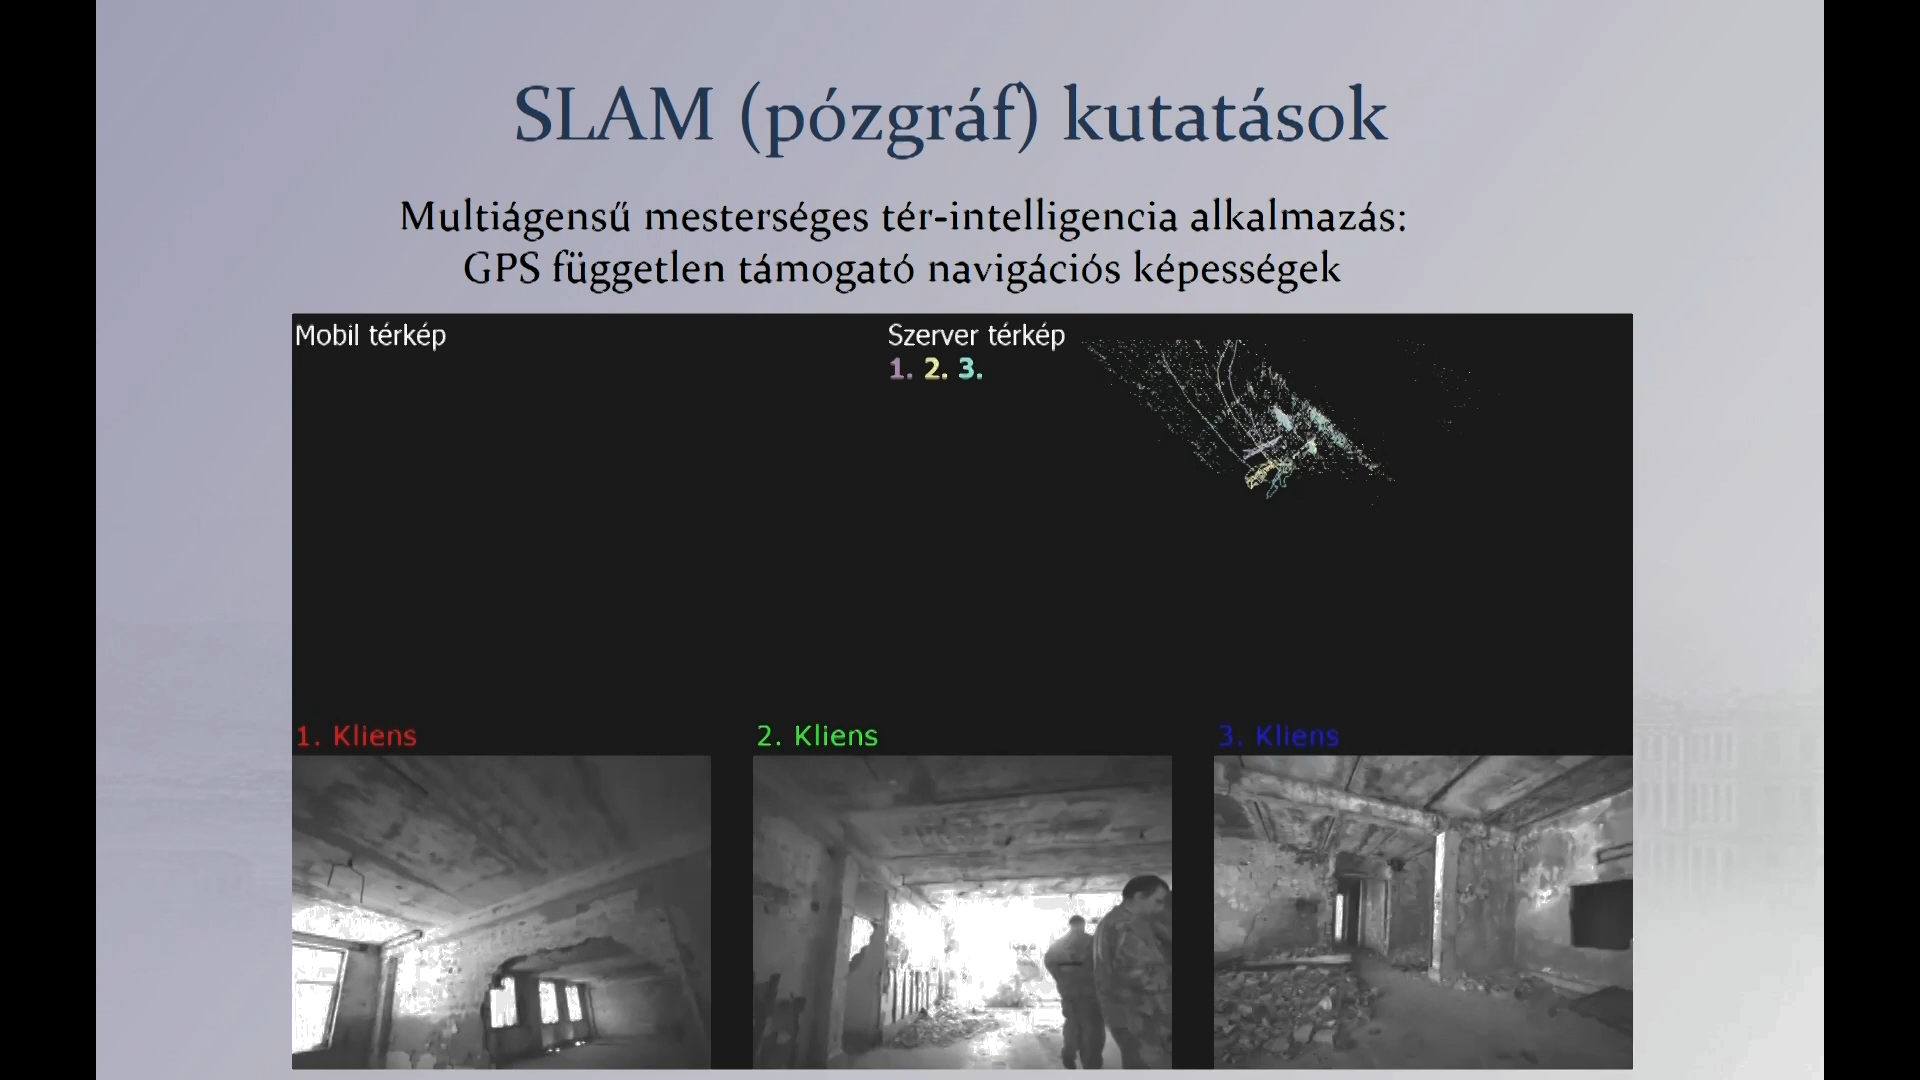 SLAM (pózgráf) kutatások
Multiágensű mesterséges tér-intelligencia alkalmazás:
GPS független támogató navigációs képességek
Mobil térkép
Szerver térkép
1. 2. 3.
1. Kliens
2. Kliens
3. Kliens